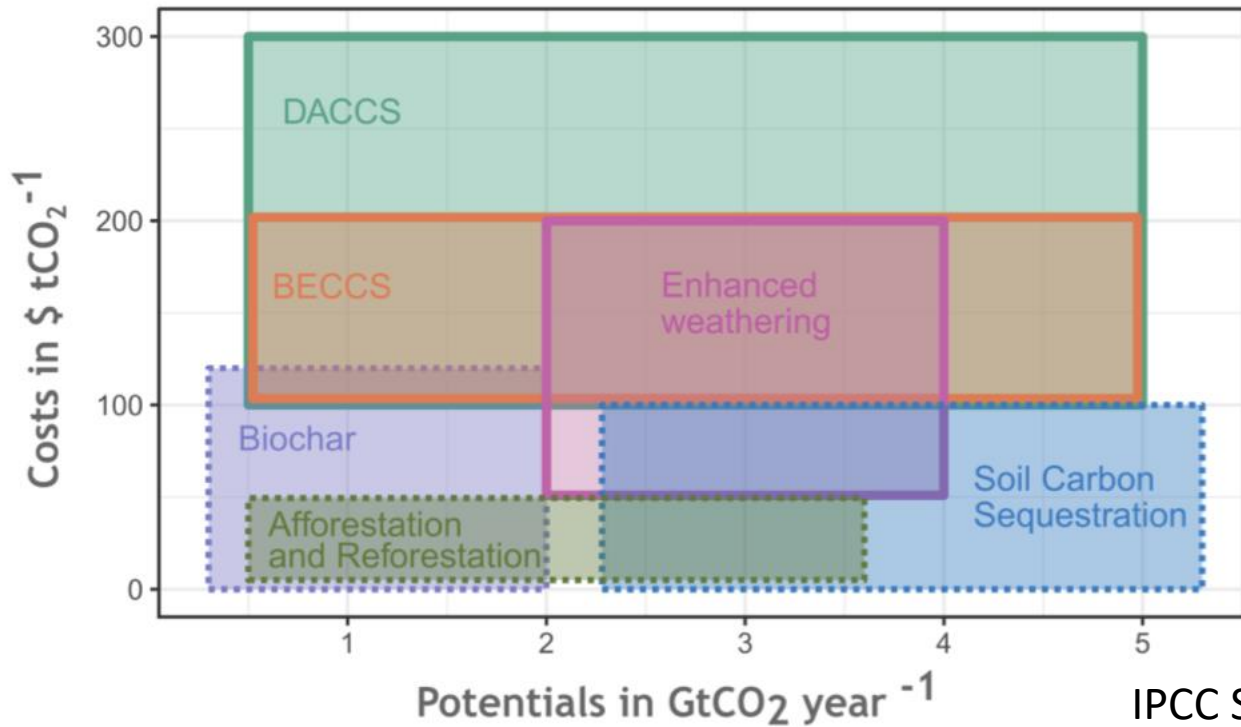 300
200
100
0
Costs in $ tCO₂⁻¹
DACCS
BECCS
Enhanced
weathering
Biochar
Afforestation
and Reforestation
Soil Carbon
Sequestration
1 2 3 4 5
Potentials in GtCO₂ year ⁻¹
IPCC S